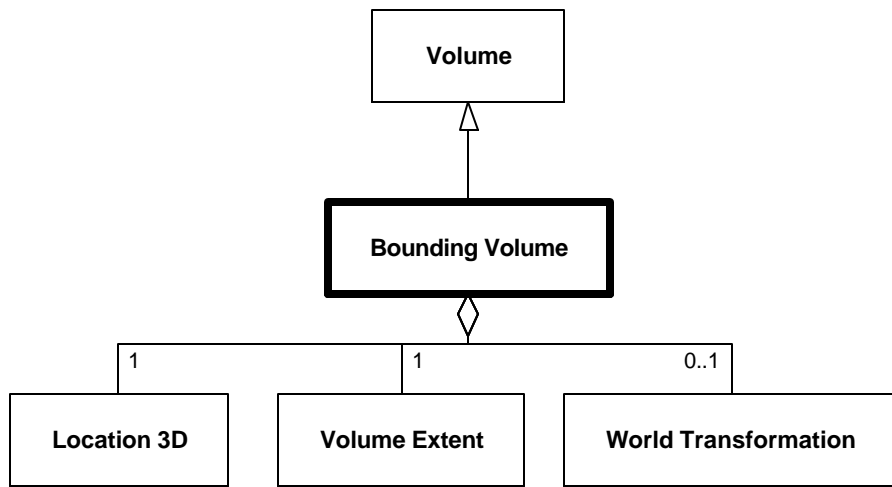 Volume
Bounding Volume
1
1
0..1
Location 3D
Volume Extent
World Transformation